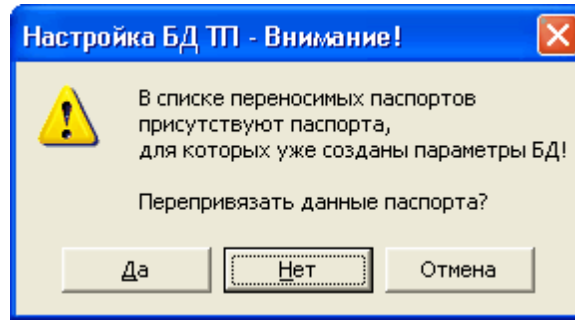 Настройка БД ТП - Внимание!
В списке переносимых паспортов
присутствуют паспорта,
для которых уже созданы параметры БД!
Перепривязать данные паспорта?
Да
Нет
Отмена